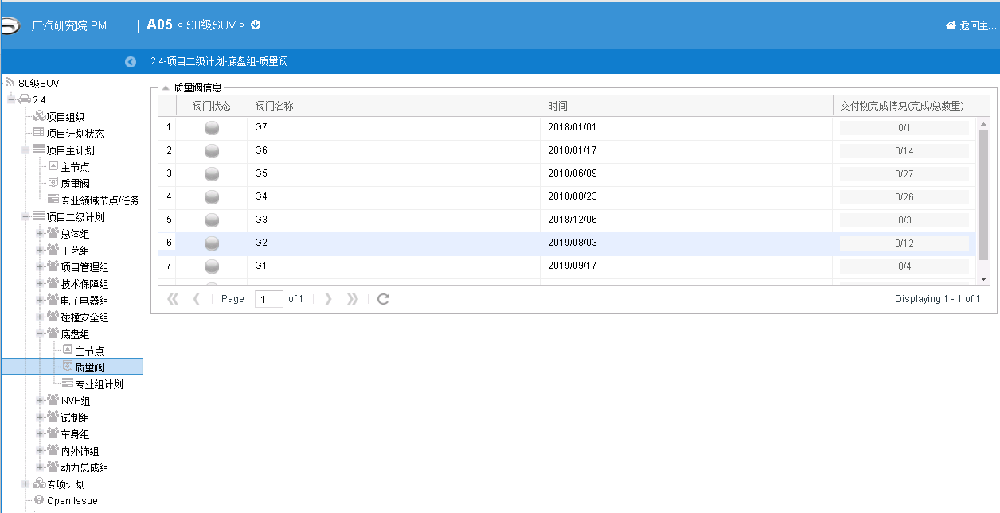 广汽研究院 PM
A05 < S0级SUV >
返回主...
2.4-项目二级计划-底盘组-质量阀
S0级SUV
2.4
项目组织
项目计划状态
项目主计划
主节点
质量阀
专业领域节点/任务
项目二级计划
总体组
工艺组
项目管理组
技术保障组
电子电器组
碰撞安全组
底盘组
主节点
质量阀
专业组计划
NVH组
试制组
车身组
内外饰组
动力总成组
专项计划
Open Issue
质量阀信息
阀门状态 阀门名称 时间 交付物完成情况(完成/总数量)
1 G7 2018/01/01 0/1
2 G6 2018/01/17 0/14
3 G5 2018/06/09 0/27
4 G4 2018/08/23 0/26
5 G3 2018/12/06 0/3
6 G2 2019/08/03 0/12
7 G1 2019/09/17 0/4
Page 1 of 1
Displaying 1 - 1 of 1